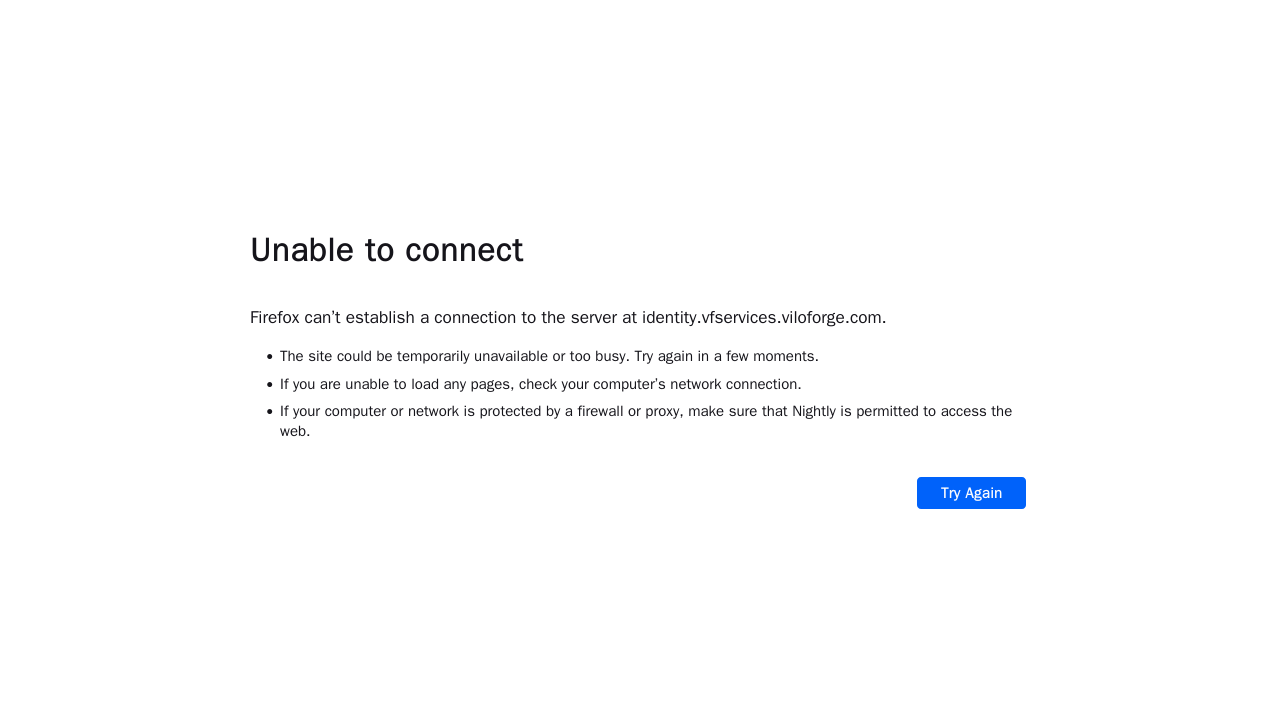 Unable to connect
Firefox can’t establish a connection to the server at identity.vfservices.viloforge.com.
• The site could be temporarily unavailable or too busy. Try again in a few moments.
• If you are unable to load any pages, check your computer’s network connection.
• If your computer or network is protected by a firewall or proxy, make sure that Nightly is permitted to access the
web.
Try Again